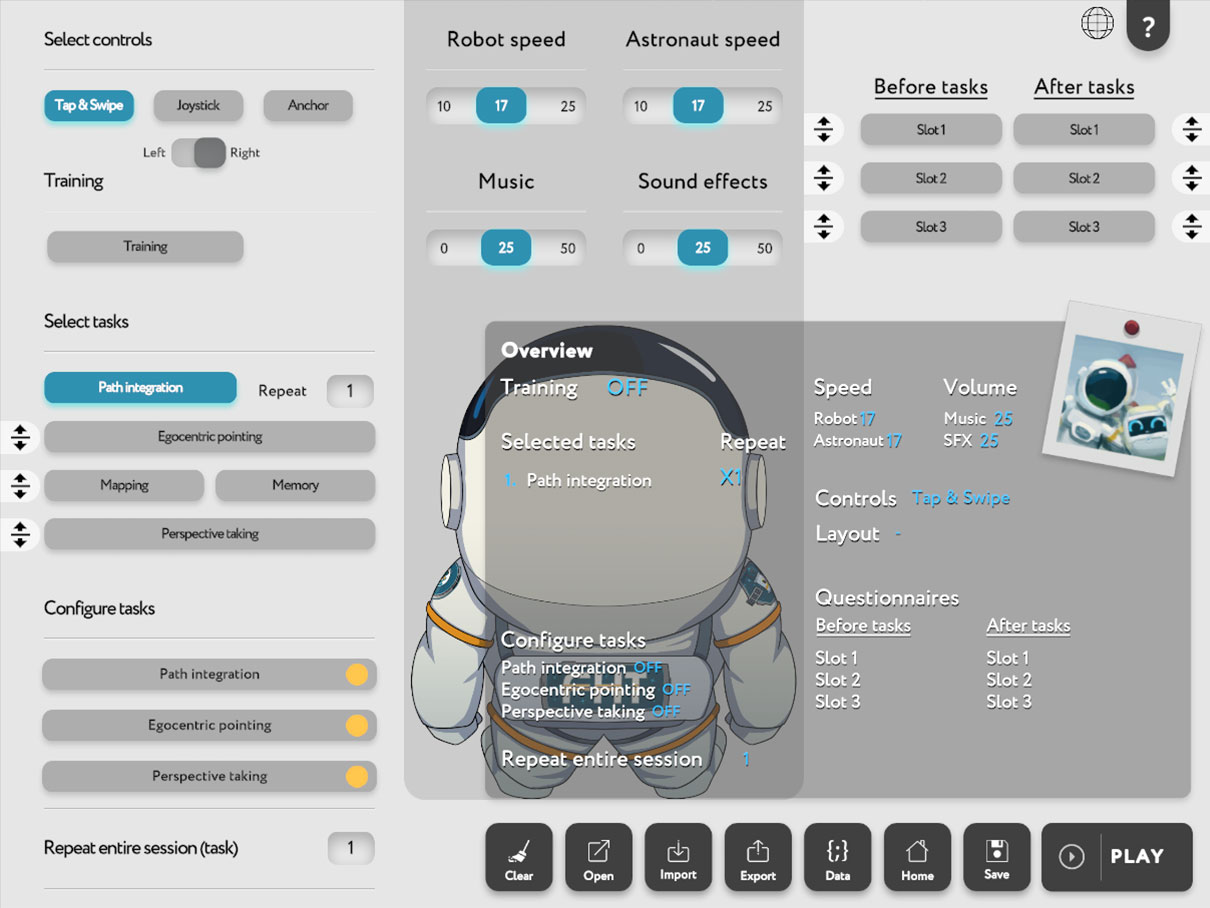 Select controls
Tap & Swipe
Joystick
Anchor
Left
Right
Training
Training
Select tasks
Path integration
Repeat
1
Egocentric pointing
Mapping
Memory
Perspective taking
Configure tasks
Path integration
Egocentric pointing
Perspective taking
Repeat entire session (task)
1
Robot speed
10 17 25
Astronaut speed
10 17 25
Music
0 25 50
Sound effects
0 25 50
?
Before tasks
After tasks
Slot 1
Slot 1
Slot 2
Slot 2
Slot 3
Slot 3
Overview
Training OFF
Selected tasks
Repeat
1. Path integration
X1
Configure tasks
Path integration OFF
Egocentric pointing OFF
Perspective taking OFF
Repeat entire session 1
Speed
Robot 17
Astronaut 17
Volume
Music 25
SFX 25
Controls Tap & Swipe
Layout -
Questionnaires
Before tasks
Slot 1
Slot 2
Slot 3
After tasks
Slot 1
Slot 2
Slot 3
Clear
Open
Import
Export
{;}
Data
Home
Save
PLAY